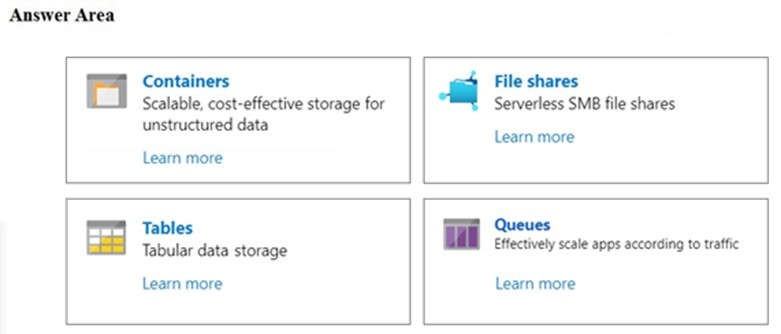 Answer Area
Containers
Scalable, cost-effective storage for
unstructured data
Learn more
File shares
Serverless SMB file shares
Learn more
Tables
Tabular data storage
Learn more
Queues
Effectively scale apps according to traffic
Learn more